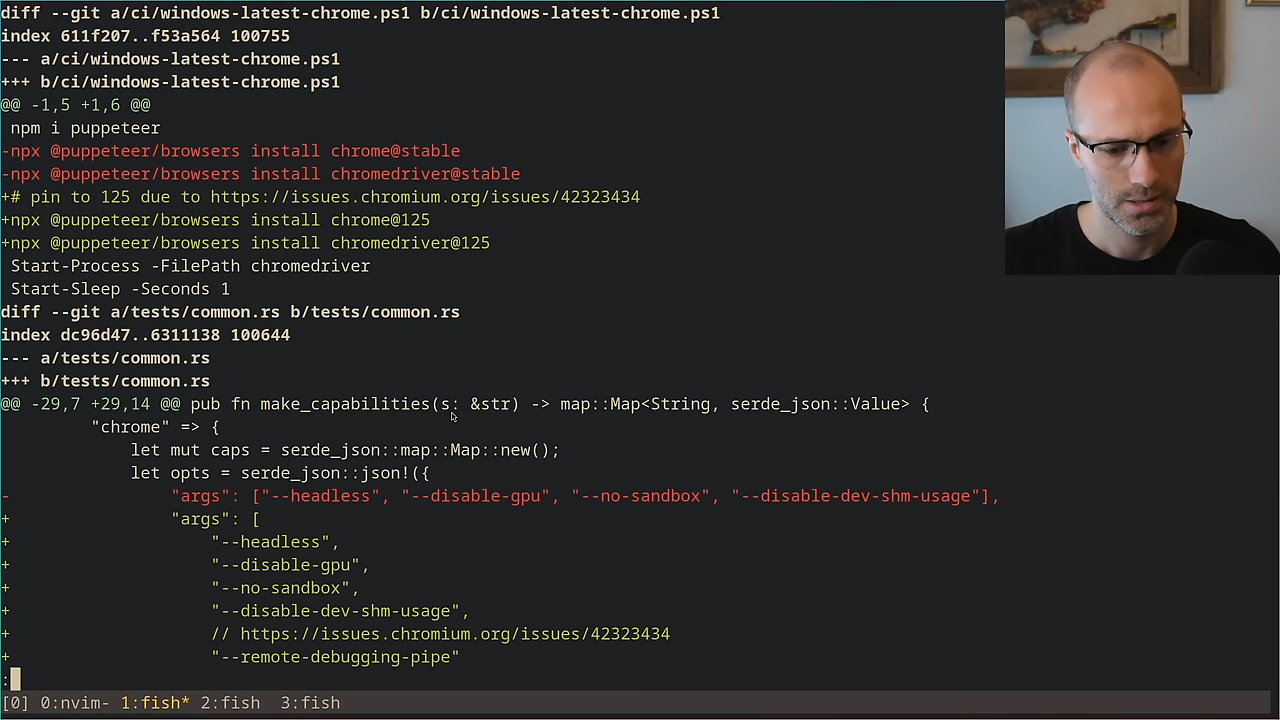 diff --git a/ci/windows-latest-chrome.ps1 b/ci/windows-latest-chrome.ps1
index 611f207..f53a564 100755
--- a/ci/windows-latest-chrome.ps1
+++ b/ci/windows-latest-chrome.ps1
@@ -1,5 +1,6 @@
 npm i puppeteer
-npx @puppeteer/browsers install chrome@stable
-npx @puppeteer/browsers install chromedriver@stable
+# pin to 125 due to https://issues.chromium.org/issues/42323434
+npx @puppeteer/browsers install chrome@125
+npx @puppeteer/browsers install chromedriver@125
 Start-Process -FilePath chromedriver
 Start-Sleep -Seconds 1
diff --git a/tests/common.rs b/tests/common.rs
index dc96d47..6311138 100644
--- a/tests/common.rs
+++ b/tests/common.rs
@@ -29,7 +29,14 @@ pub fn make_capabilities(s: &str) -> map::Map<String, serde_json::Value> {
         "chrome" => {
             let mut caps = serde_json::map::Map::new();
             let opts = serde_json::json!({
-                "args": ["--headless", "--disable-gpu", "--no-sandbox", "--disable-dev-shm-usage"],
+                "args": [
+                    "--headless",
+                    "--disable-gpu",
+                    "--no-sandbox",
+                    "--disable-dev-shm-usage",
+                    // https://issues.chromium.org/issues/42323434
+                    "--remote-debugging-pipe"
:
[0] 0:nvim- 1:fish* 2:fish  3:fish